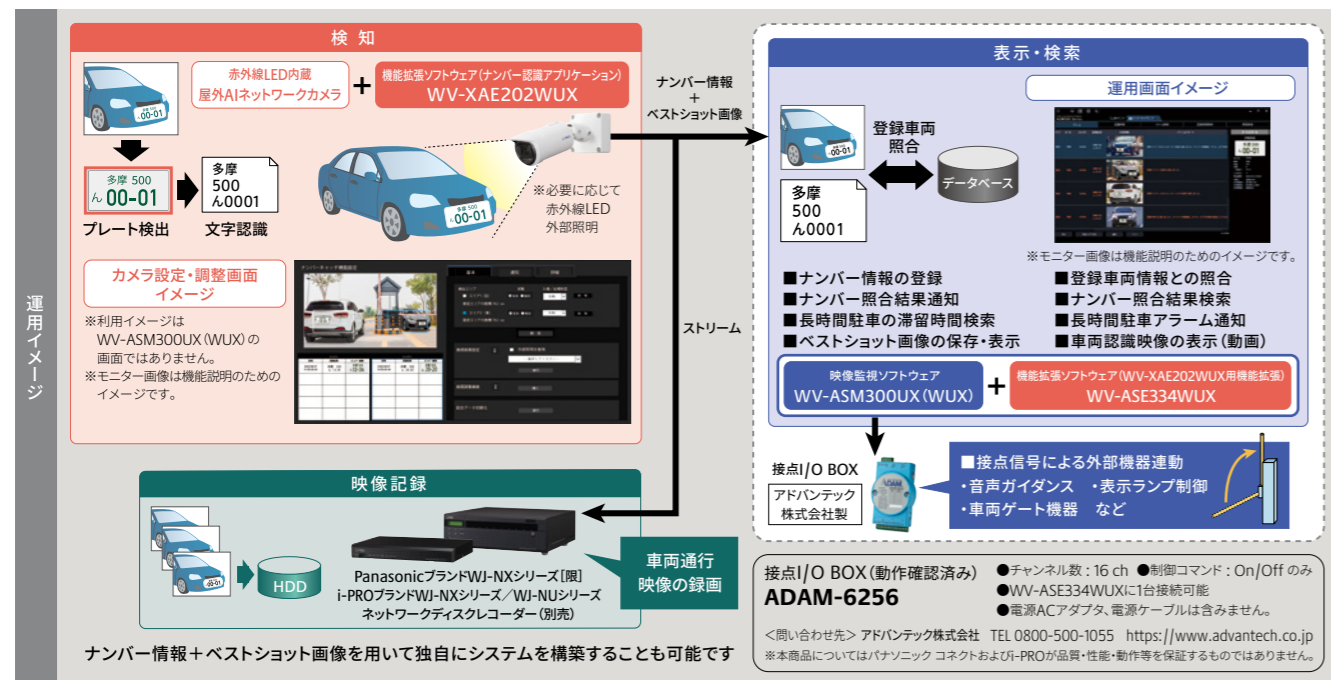 運用イメージ
検知
赤外線LED内蔵
屋外AIネットワークカメラ
+
機能拡張ソフトウェア(ナンバー認識アプリケーション)
WV-XAE202WUX
多摩 500
ん 00-01
プレート検出
多摩
500
ん0001
文字認識
00-01
※必要に応じて
赤外線LED
外部照明
カメラ設定・調整画面
イメージ
※利用イメージは
WV-ASM300UX(WUX)の
画面ではありません。
※モニター画像は機能説明のための
イメージです。
ナンバー情報
+
ベストショット画像
ストリーム
表示・検索
00-01
登録車両
照合
データベース
多摩
500
ん0001
運用画面イメージ
※モニター画像は機能説明のためのイメージです。
■ナンバー情報の登録
■ナンバー照合結果通知
■長時間駐車の滞留時間検索
■ベストショット画像の保存・表示
■登録車両情報との照合
■ナンバー照合結果検索
■長時間駐車アラーム通知
■車両認識映像の表示(動画)
映像監視ソフトウェア
WV-ASM300UX(WUX)
+
機能拡張ソフトウェア(WV-XAE202WUX用機能拡張)
WV-ASE334WUX
接点I/O BOX
アドバンテック
株式会社製
ADAM
■接点信号による外部機器連動
・音声ガイダンス ・表示ランプ制御
・車両ゲート機器 など
映像記録
HDD
PanasonicブランドWJ-NXシリーズ[限]
i-PROブランドWJ-NXシリーズ/WJ-NUシリーズ
ネットワークディスクレコーダー(別売)
車両通行
映像の録画
ナンバー情報+ベストショット画像を用いて独自にシステムを構築することも可能です
接点I/O BOX(動作確認済み)
ADAM-6256
●チャンネル数:16 ch ●制御コマンド:On/Off のみ
●WV-ASE334WUXに1台接続可能
●電源ACアダプタ、電源ケーブルは含みません。
<問い合わせ先> アドバンテック株式会社 TEL 0800-500-1055 https://www.advantech.co.jp
※本商品についてはパナソニック コネクトおよびi-PROが品質・性能・動作等を保証するものではありません。